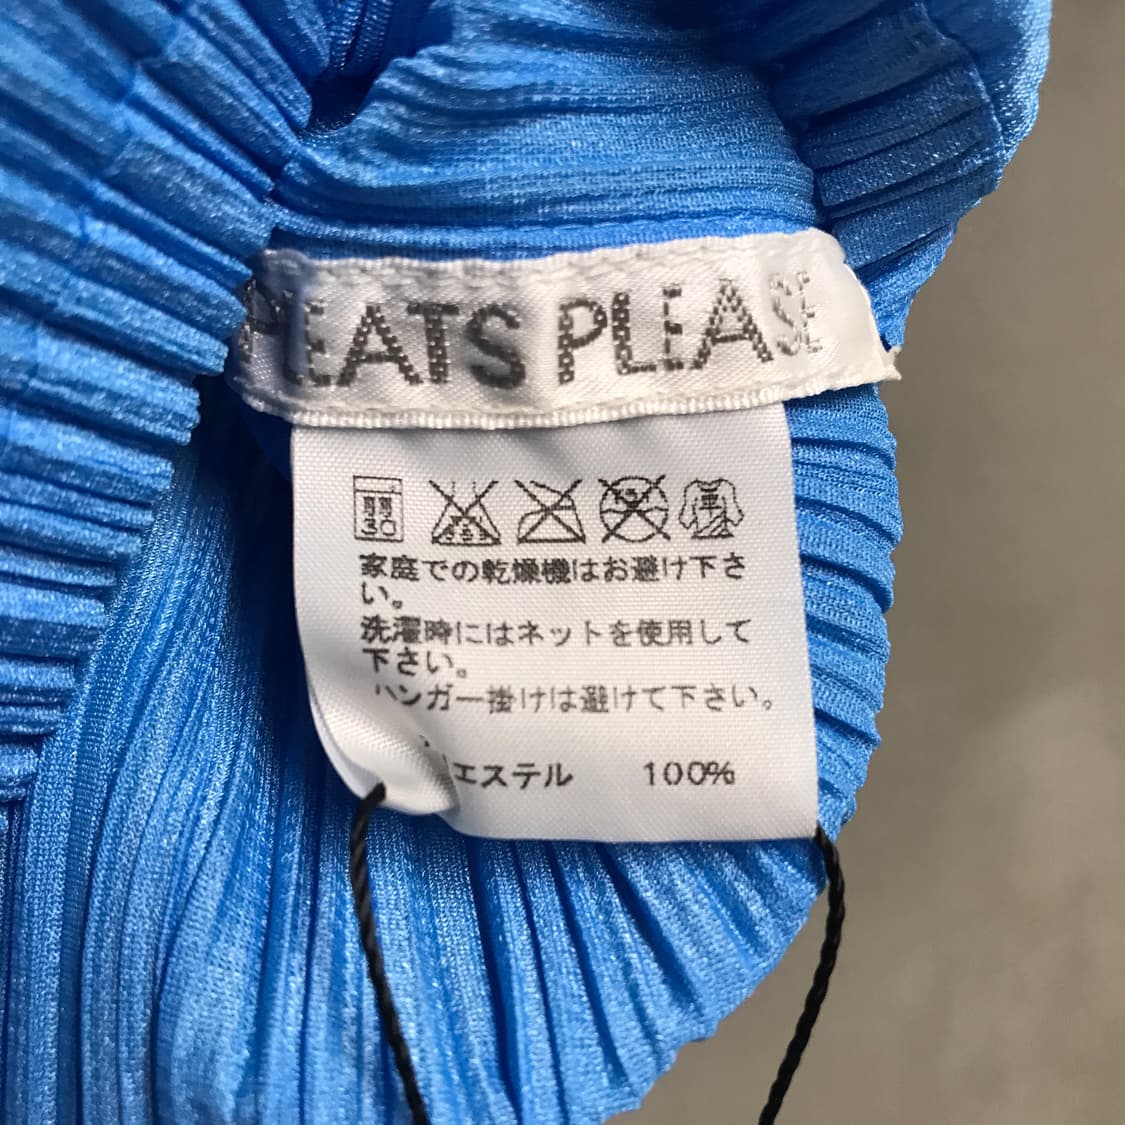 PLEATS PLEASE
弱
30
家庭での乾燥機はお避け下さ
い。
洗濯時にはネットを使用して
下さい。
ハンガー掛けは避けて下さい。
エステル 100%